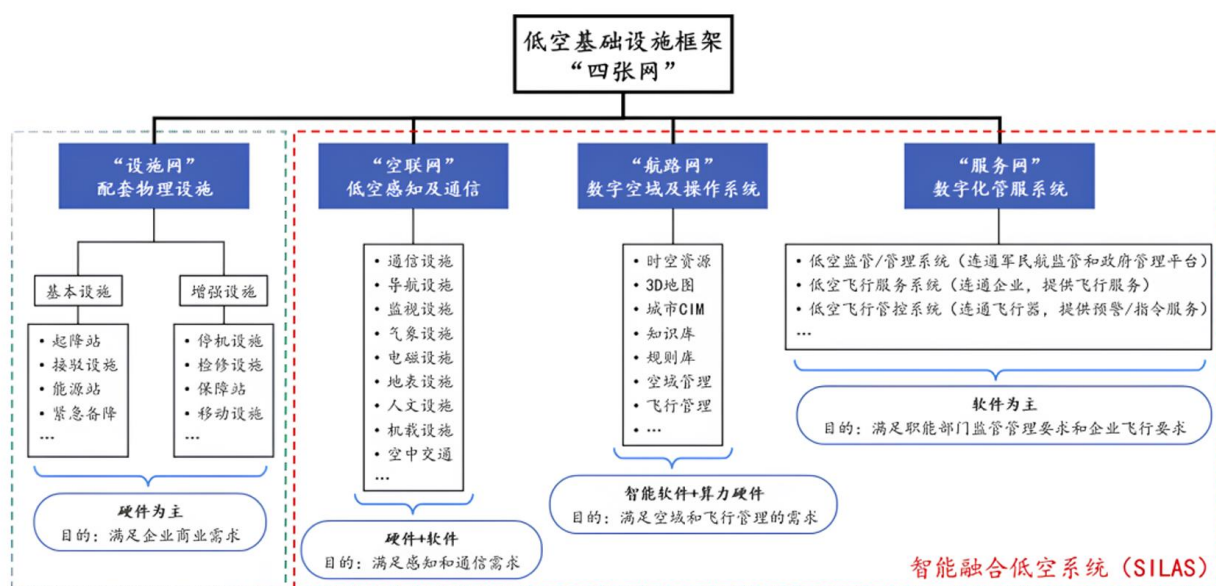 低空基础设施框架
“四张网”
“设施网”
配套物理设施
基本设施
• 起降站
• 接驳设施
• 能源站
• 紧急备降
...
增强设施
• 停机设施
• 检修设施
• 保障站
• 移动设施
...
硬件为主
目的：满足企业商业需求
“空联网”
低空感知及通信
• 通信设施
• 导航设施
• 监视设施
• 气象设施
• 电磁设施
• 地表设施
• 人文设施
• 机载设施
• 空中交通
...
硬件+软件
目的：满足感知和通信需求
“航路网”
数字空域及操作系统
• 时空资源
• 3D地图
• 城市CIM
• 知识库
• 规则库
• 空域管理
• 飞行管理
• ...
智能软件+算力硬件
目的：满足空域和飞行管理的需求
“服务网”
数字化管服系统
• 低空监管/管理系统（连通军民航监管和政府管理平台）
• 低空飞行服务系统（连通企业，提供飞行服务）
• 低空飞行管控系统（连通飞行器，提供预警/指令服务）
...
软件为主
目的：满足职能部门监管管理要求和企业飞行要求
智能融合低空系统（SILAS）